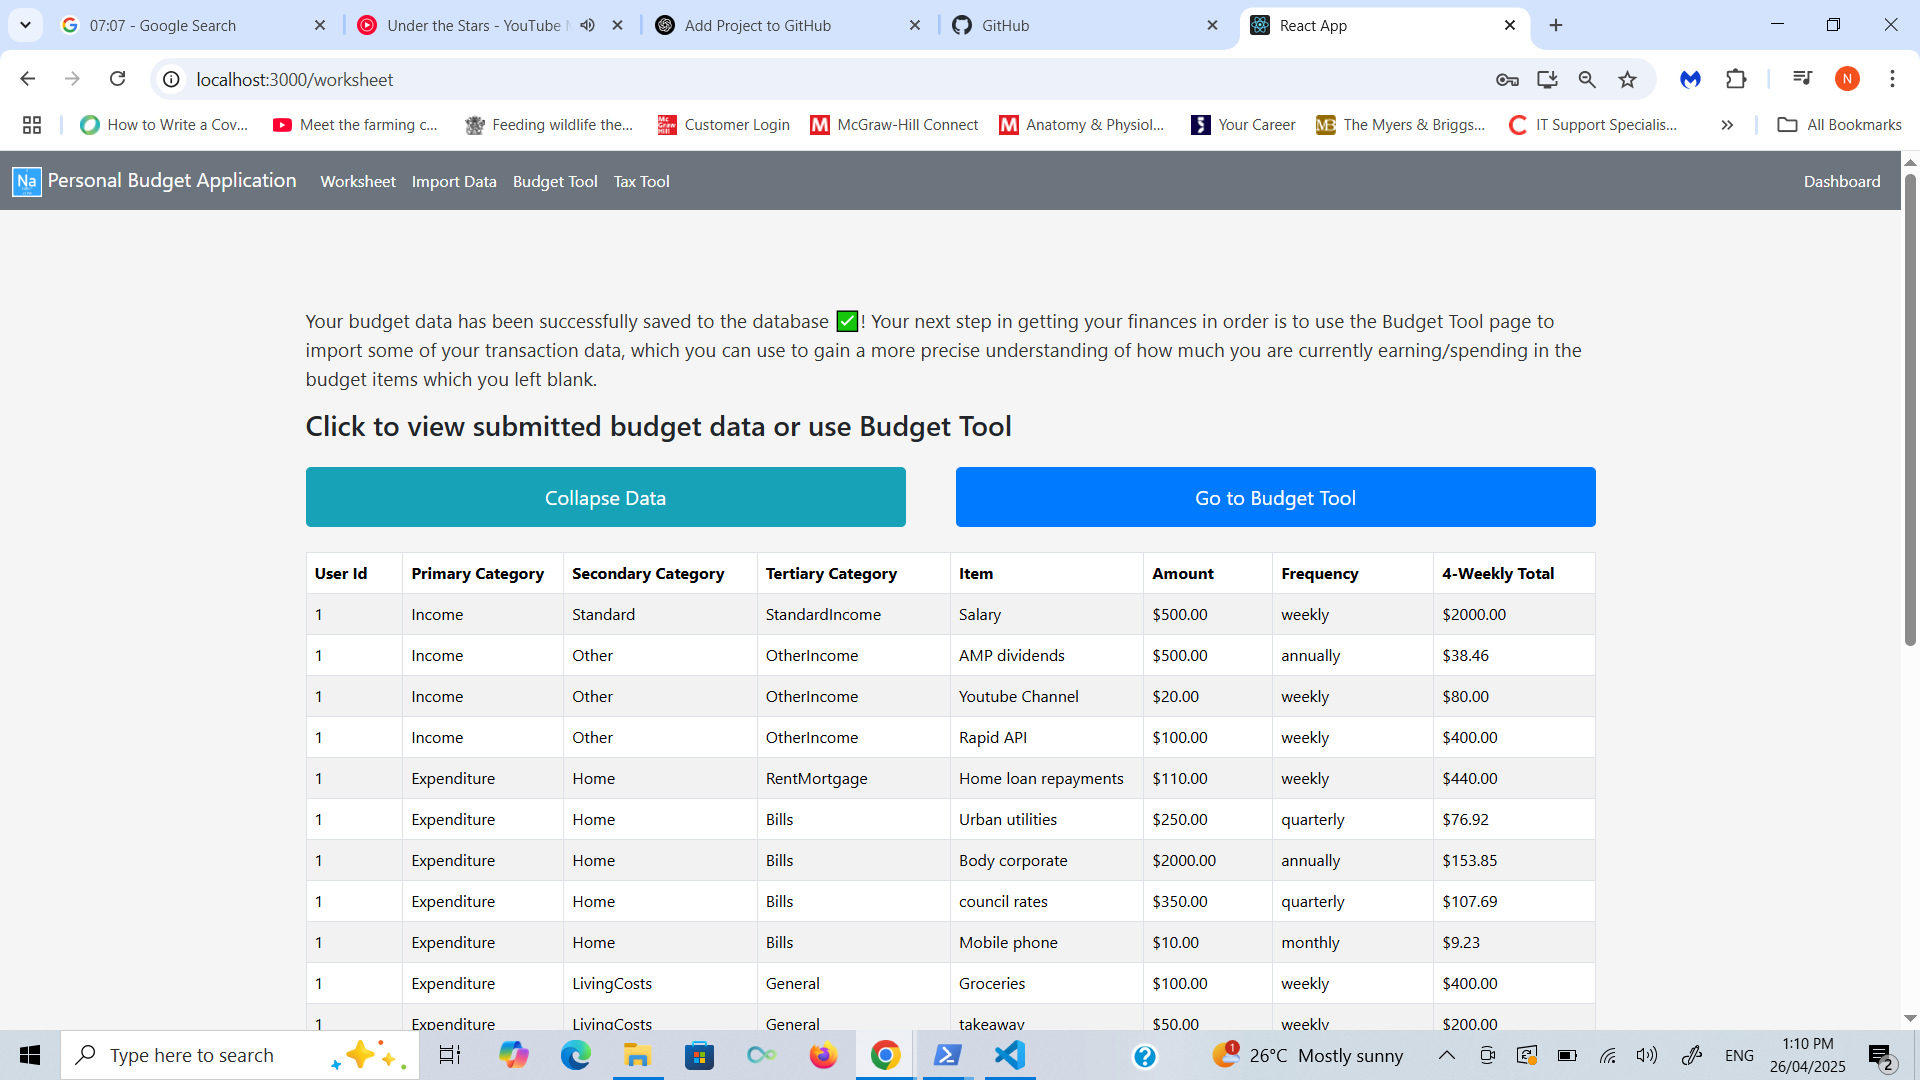 07:07 - Google Search
Under the Stars - YouTube M
Add Project to GitHub
GitHub
React App
localhost:3000/worksheet
N
How to Write a Cov...
Meet the farming c...
Feeding wildlife the...
Mc Graw Hill
Customer Login
M
McGraw-Hill Connect
M
Anatomy & Physiol...
Your Career
MB
The Myers & Briggs...
IT Support Specialis...
All Bookmarks
Na Personal Budget Application
Worksheet
Import Data
Budget Tool
Tax Tool
Dashboard
Your budget data has been successfully saved to the database ✅! Your next step in getting your finances in order is to use the Budget Tool page to
import some of your transaction data, which you can use to gain a more precise understanding of how much you are currently earning/spending in the
budget items which you left blank.
Click to view submitted budget data or use Budget Tool
Collapse Data
Go to Budget Tool
User Id Primary Category Secondary Category Tertiary Category Item Amount Frequency 4-Weekly Total
1 Income Standard StandardIncome Salary $500.00 weekly $2000.00
1 Income Other OtherIncome AMP dividends $500.00 annually $38.46
1 Income Other OtherIncome Youtube Channel $20.00 weekly $80.00
1 Income Other OtherIncome Rapid API $100.00 weekly $400.00
1 Expenditure Home RentMortgage Home loan repayments $110.00 weekly $440.00
1 Expenditure Home Bills Urban utilities $250.00 quarterly $76.92
1 Expenditure Home Bills Body corporate $2000.00 annually $153.85
1 Expenditure Home Bills council rates $350.00 quarterly $107.69
1 Expenditure Home Bills Mobile phone $10.00 monthly $9.23
1 Expenditure LivingCosts General Groceries $100.00 weekly $400.00
1 Expenditure LivingCosts General takeaway $50.00 weekly $200.00
Type here to search
1
26°C Mostly sunny
ENG
1:10 PM
26/04/2025
2